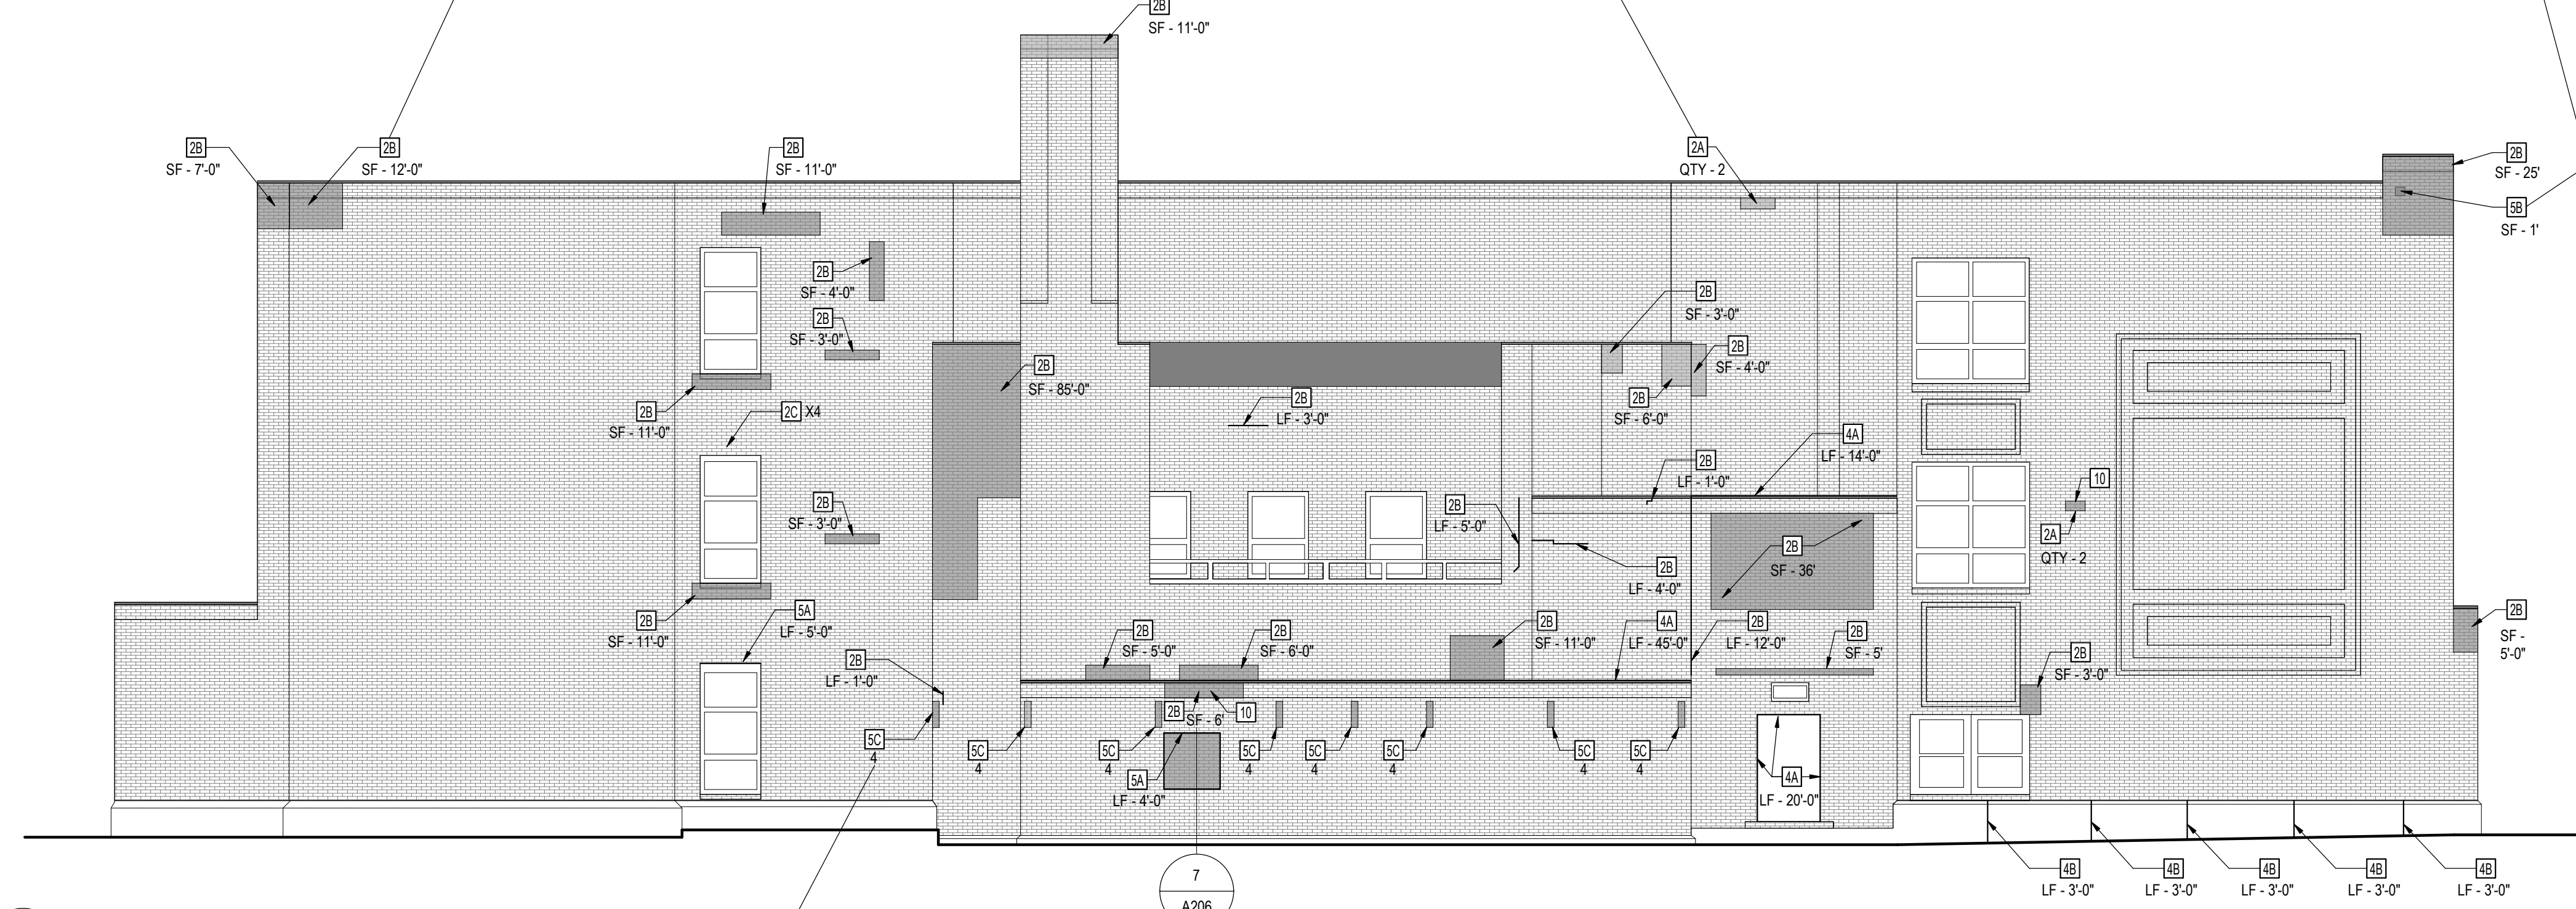 2B
SF - 11'-0"
2B
SF - 7'-0"
2B
SF - 12'-0"
2B
SF - 11'-0"
2A
QTY - 2
2B
SF - 25'
5B
SF - 1'
2B
SF - 4'-0"
2B
SF - 3'-0"
2B
SF - 3'-0"
2B
SF - 4'-0"
2B
SF - 85'-0"
2B
LF - 3'-0"
2B
SF - 6'-0"
2B
SF - 11'-0"
2C X4
4A
LF - 14'-0"
2B
LF - 1'-0"
10
2B
SF - 3'-0"
2B
LF - 5'-0"
2A
QTY - 2
2B
SF - 36'
2B
LF - 4'-0"
2B
SF - 11'-0"
5A
LF - 5'-0"
2B
SF - 5'-0"
2B
SF - 6'-0"
2B
SF - 11'-0"
4A
LF - 45'-0"
2B
LF - 12'-0"
2B
SF - 5'
2B
SF -
5'-0"
2B
LF - 1'-0"
2B
SF - 3'-0"
2B
SF - 6'
10
5C
4
5C
4
5C
4
5C
4
5C
4
5C
4
5C
4
5C
4
5A
LF - 4'-0"
4A
LF - 20'-0"
7
A206
4B
LF - 3'-0"
4B
LF - 3'-0"
4B
LF - 3'-0"
4B
LF - 3'-0"
4B
LF - 3'-0"